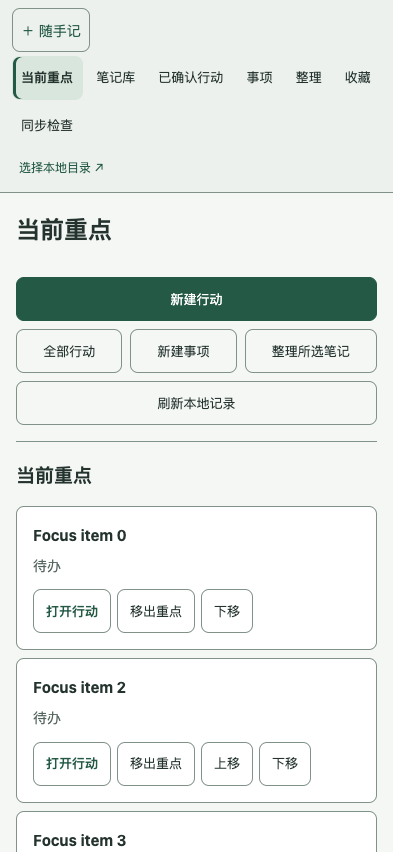 ＋ 随手记
当前重点 笔记库 已确认行动 事项 整理 收藏
同步检查
选择本地目录 ↗
当前重点
新建行动
全部行动 新建事项 整理所选笔记
刷新本地记录
当前重点
Focus item 0
待办
打开行动 移出重点 下移
Focus item 2
待办
打开行动 移出重点 上移 下移
Focus item 3